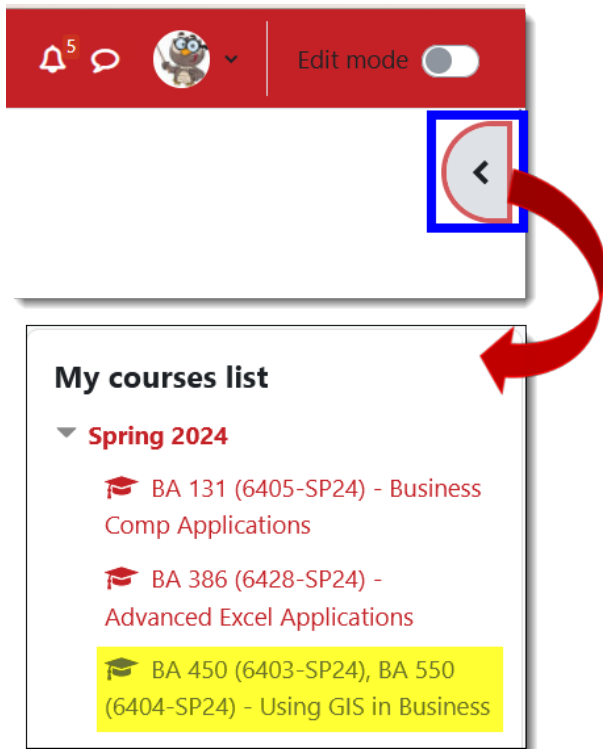 5
Edit mode
My courses list
Spring 2024
BA 131 (6405-SP24) - Business
Comp Applications
BA 386 (6428-SP24) -
Advanced Excel Applications
BA 450 (6403-SP24), BA 550
(6404-SP24) - Using GIS in Business